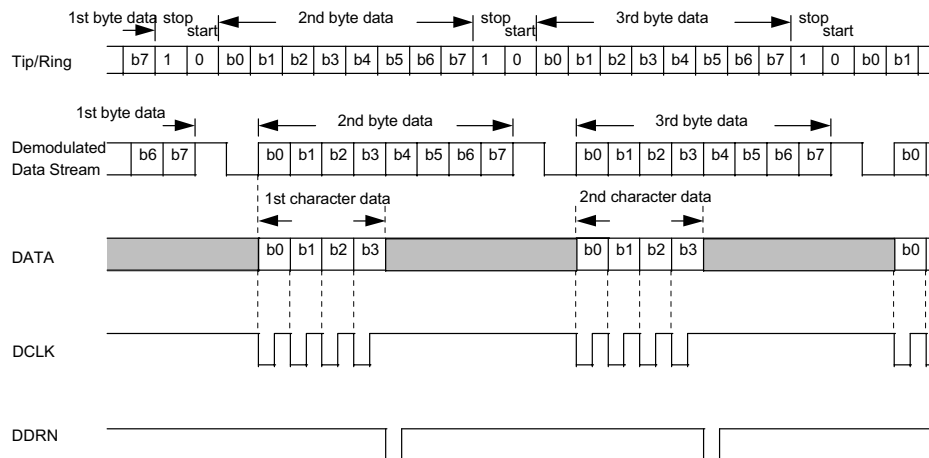 1st byte data stop start 2nd byte data stop start 3rd byte data stop start
Tip/Ring b7 1 0 b0 b1 b2 b3 b4 b5 b6 b7 1 0 b0 b1 b2 b3 b4 b5 b6 b7 1 0 b0 b1
1st byte data 2nd byte data 3rd byte data
Demodulated
Data Stream b6 b7 b0 b1 b2 b3 b4 b5 b6 b7 b0 b1 b2 b3 b4 b5 b6 b7 b0
1st character data 2nd character data
DATA b0 b1 b2 b3 b0 b1 b2 b3 b0
DCLK
DDRN